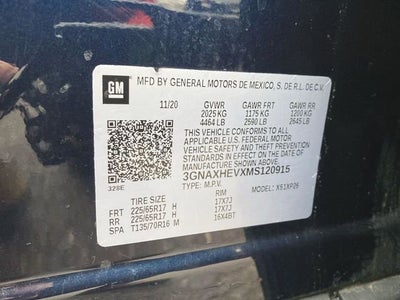 GM
MFD BY GENERAL MOTORS DE MEXICO, S. DE R.L. DE C.V.
11/20 GVWR GAWR FRT GAWR RR
2025 KG 1175 KG 1200 KG
4464 LB 2590 LB 2645 LB
THIS VEHICLE CONFORMS TO ALL
APPLICABLE U.S. FEDERAL MOTOR
VEHICLE SAFETY AND THEFT
PREVENTION STANDARDS IN EFFECT ON
THE DATE OF MANUFACTURE SHOWN ABOVE.
3GNAXHEVXMS120915
TYPE: M.P.V. MODEL:
328E
TIRE SIZE RIM
FRT 225/65R17 H 17X7J
RR 225/65R17 H 17X7J
SPA T135/70R16 M 16X4BT